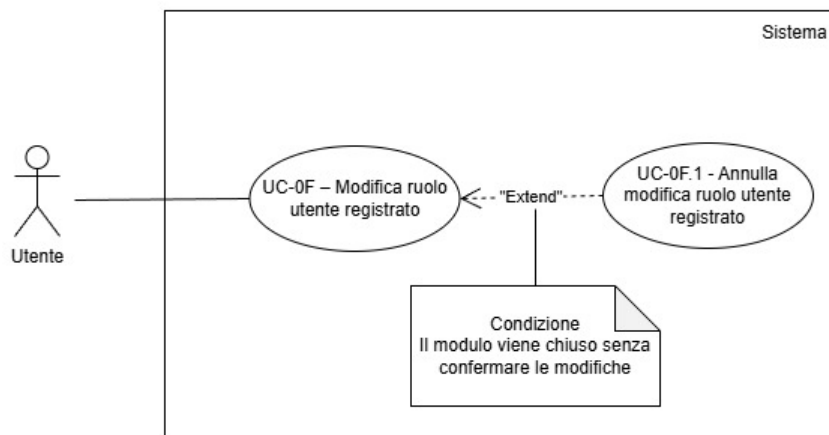 Sistema
Utente
UC-0F – Modifica ruolo
utente registrato
"Extend"
UC-0F.1 - Annulla
modifica ruolo utente
registrato
Condizione
Il modulo viene chiuso senza
confermare le modifiche